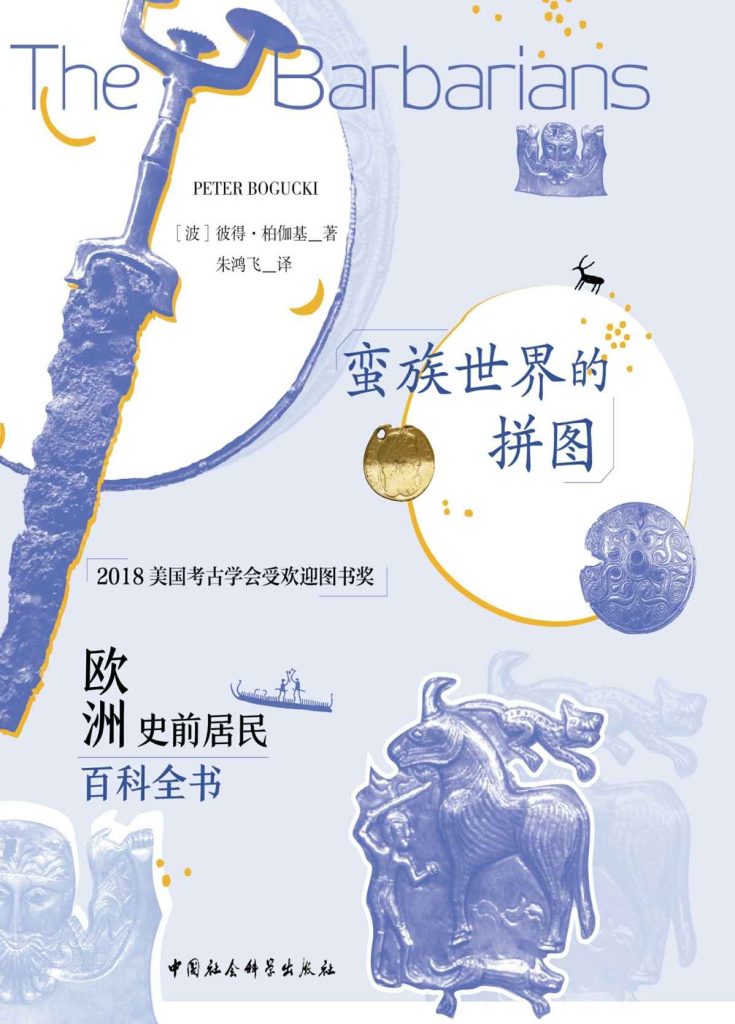 The Barbarians
PETER BOGUCKI
［波］彼得·柏伽基__著
朱鸿飞__译
蛮族世界的
拼图
2018 美国考古学会受欢迎图书奖
欧
洲 史前居民
百科全书
中国社会科学出版社